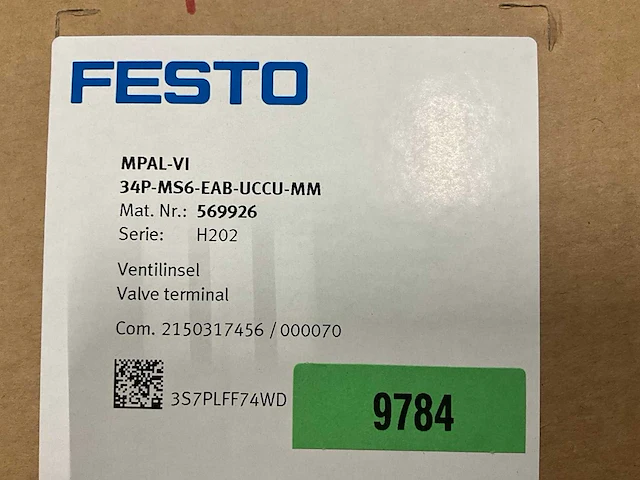 FESTO
MPAL-VI
34P-MS6-EAB-UCCU-MM
Mat. Nr.: 569926
Serie: H202
Ventilinsel
Valve terminal
Com. 2150317456 / 000070
3S7PLFF74WD
9784